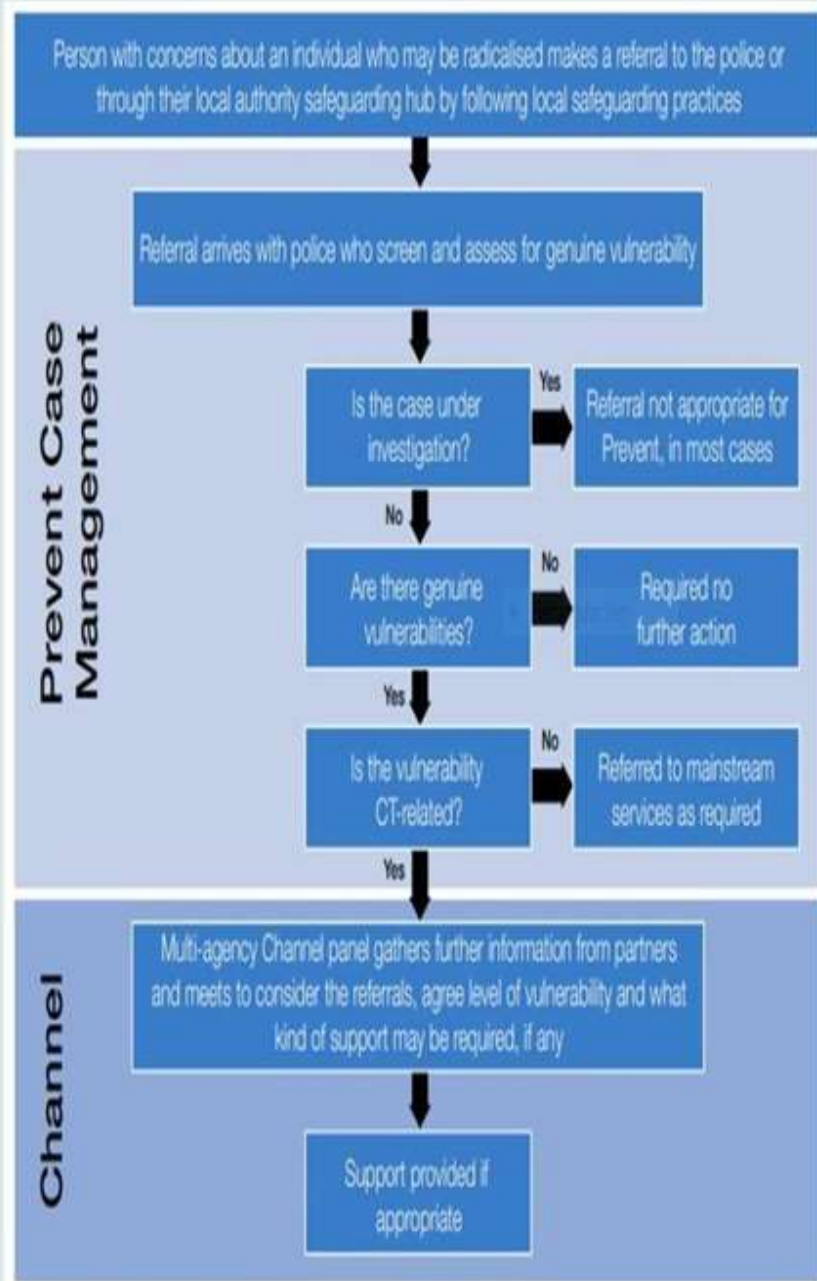 Person with concerns about an individual who may be radicalised makes a referral to the police or
through their local authority safeguarding hub by following local safeguarding practices
Prevent Case
Management
Referral arrives with police who screen and assess for genuine vulnerability
Is the case under
investigation?
Yes
Referral not appropriate for
Prevent, in most cases
No
Are there genuine
vulnerabilities?
No
Required no
further action
Yes
Is the vulnerability
CT-related?
No
Referred to mainstream
services as required
Yes
Channel
Multi-agency Channel panel gathers further information from partners
and meets to consider the referrals, agree level of vulnerability and what
kind of support may be required, if any
Support provided if
appropriate